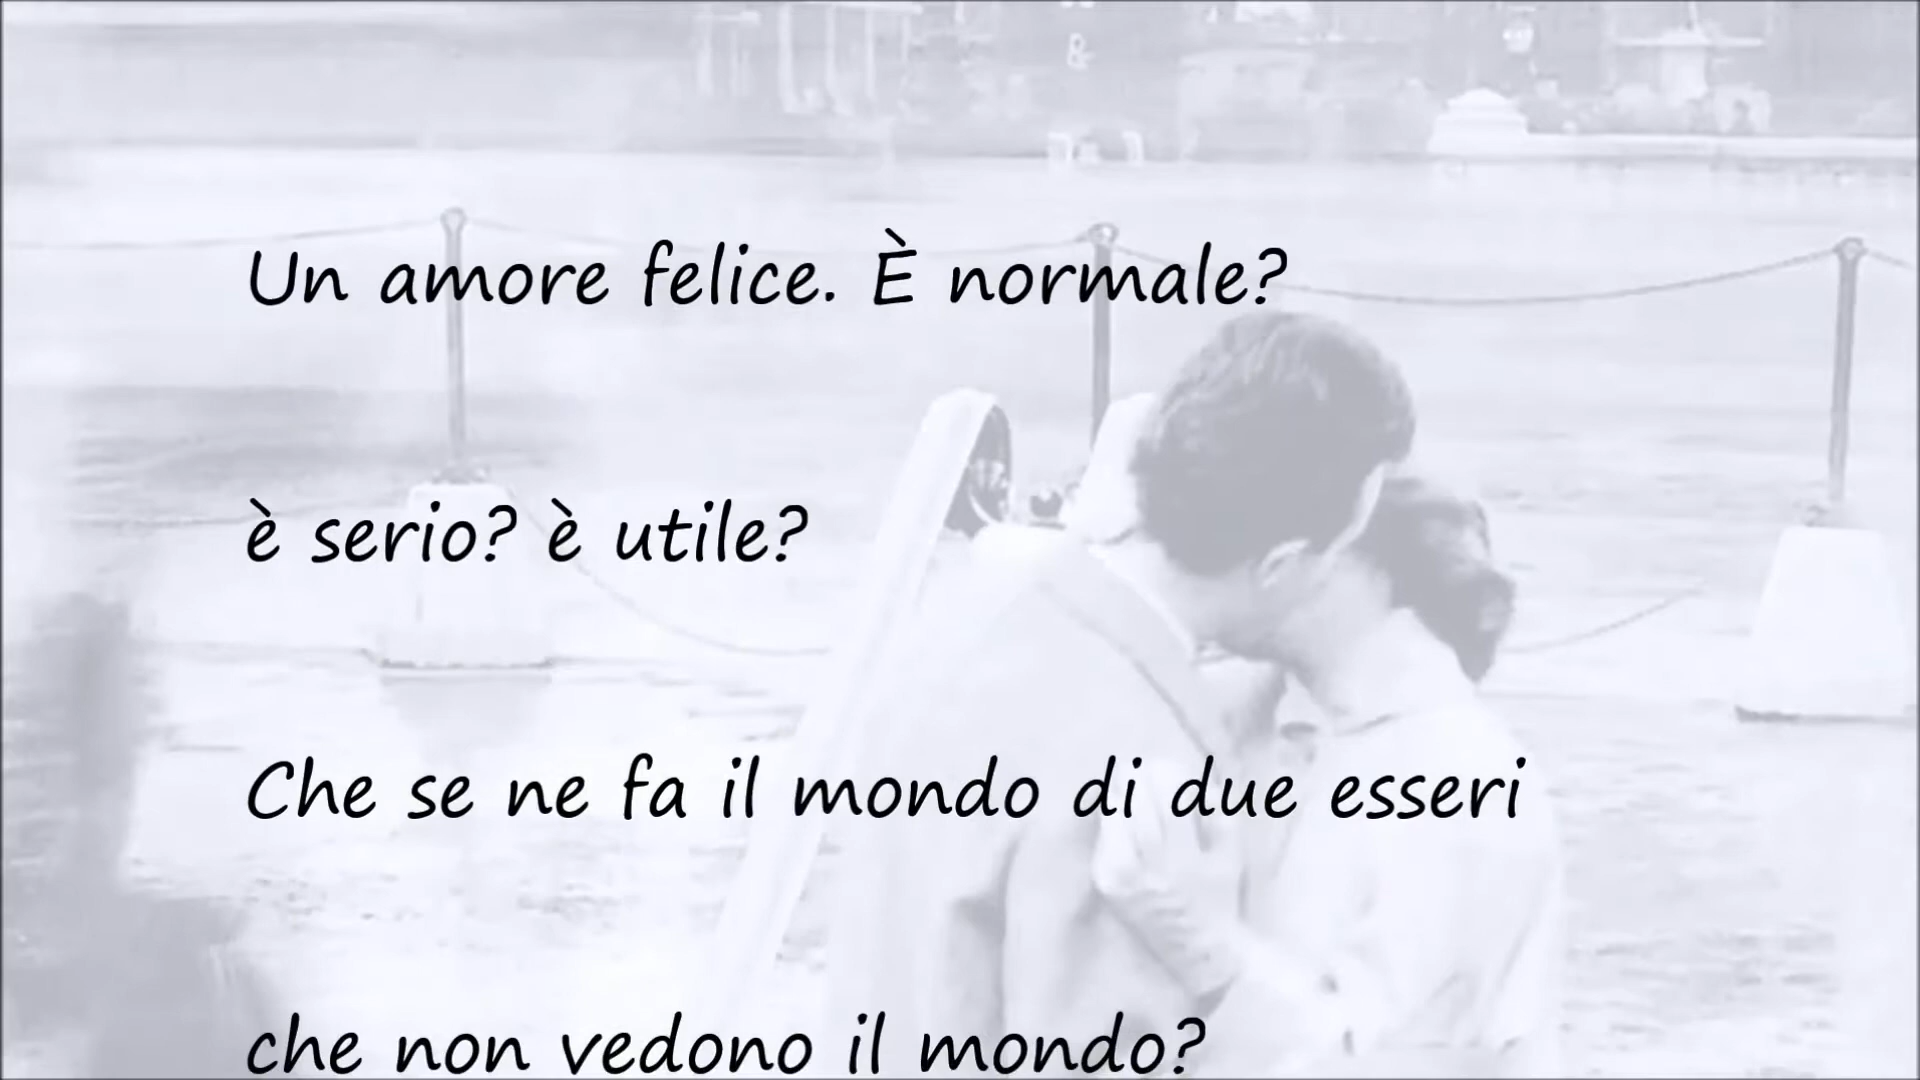 &
Un amore felice. È normale?
è serio? è utile?
Che se ne fa il mondo di due esseri
che non vedono il mondo?